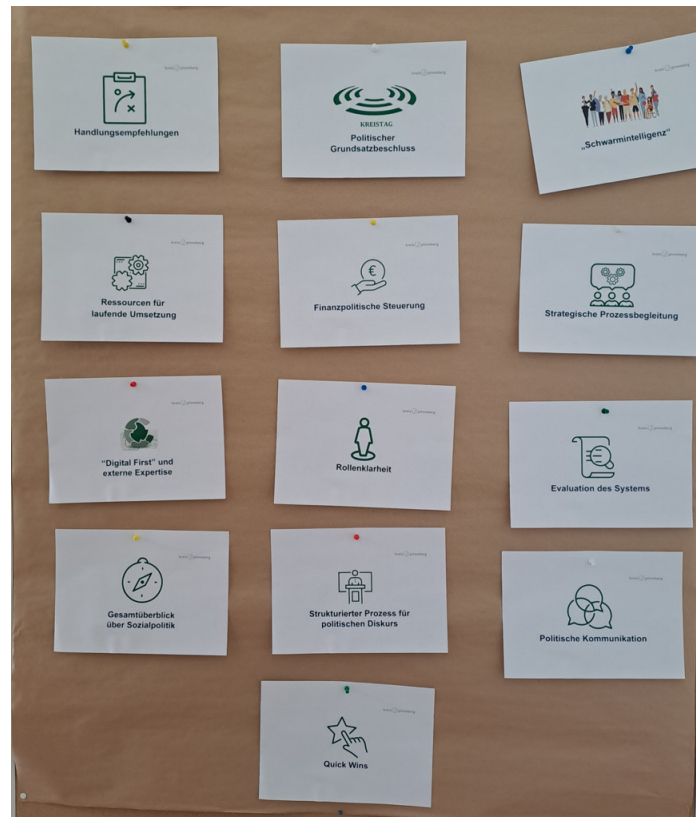 Handlungsempfehlungen
KREISTAG
Politischer
Grundsatzbeschluss
„Schwarmintelligenz“
Ressourcen für
laufende Umsetzung
€
Finanzpolitische Steuerung
Strategische Prozessbegleitung
"Digital First" und
externe Expertise
Rollenklarheit
Evaluation des Systems
Gesamtüberblick
über Sozialpolitik
Strukturierter Prozess für
politischen Diskurs
Politische Kommunikation
Quick Wins